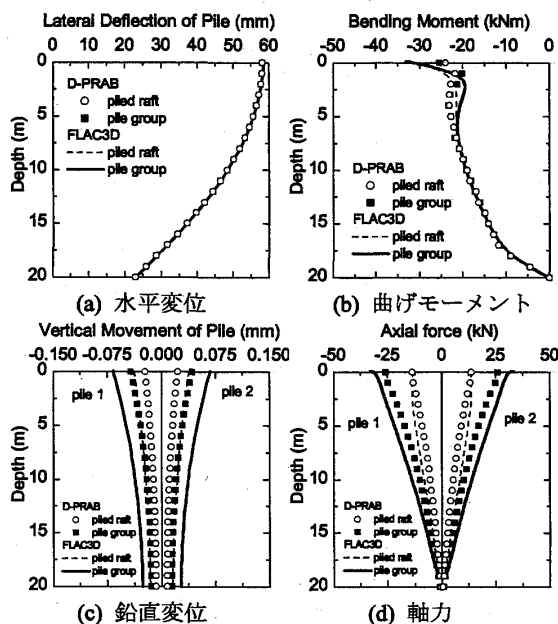 Lateral Deflection of Pile (mm)
0 10 20 30 40 50 60
Depth (m)
0
5
10
15
20
D-PRAB
piled raft
pile group
FLAC3D
piled raft
pile group
(a) 水平変位
Bending Moment (kNm)
-50 -40 -30 -20 -10 0
Depth (m)
0
5
10
15
20
D-PRAB
piled raft
pile group
FLAC3D
piled raft
pile group
(b) 曲げモーメント
Vertical Movement of Pile (mm)
-0.150 -0.075 0.000 0.075 0.150
Depth (m)
0
5
10
15
20
pile 1
pile 2
D-PRAB
piled raft
pile group
FLAC3D
piled raft
pile group
(c) 鉛直変位
Axial force (kN)
-50 -25 0 25 50
Depth (m)
0
5
10
15
20
pile 1
pile 2
D-PRAB
piled raft
pile group
FLAC3D
piled raft
pile group
(d) 軸力